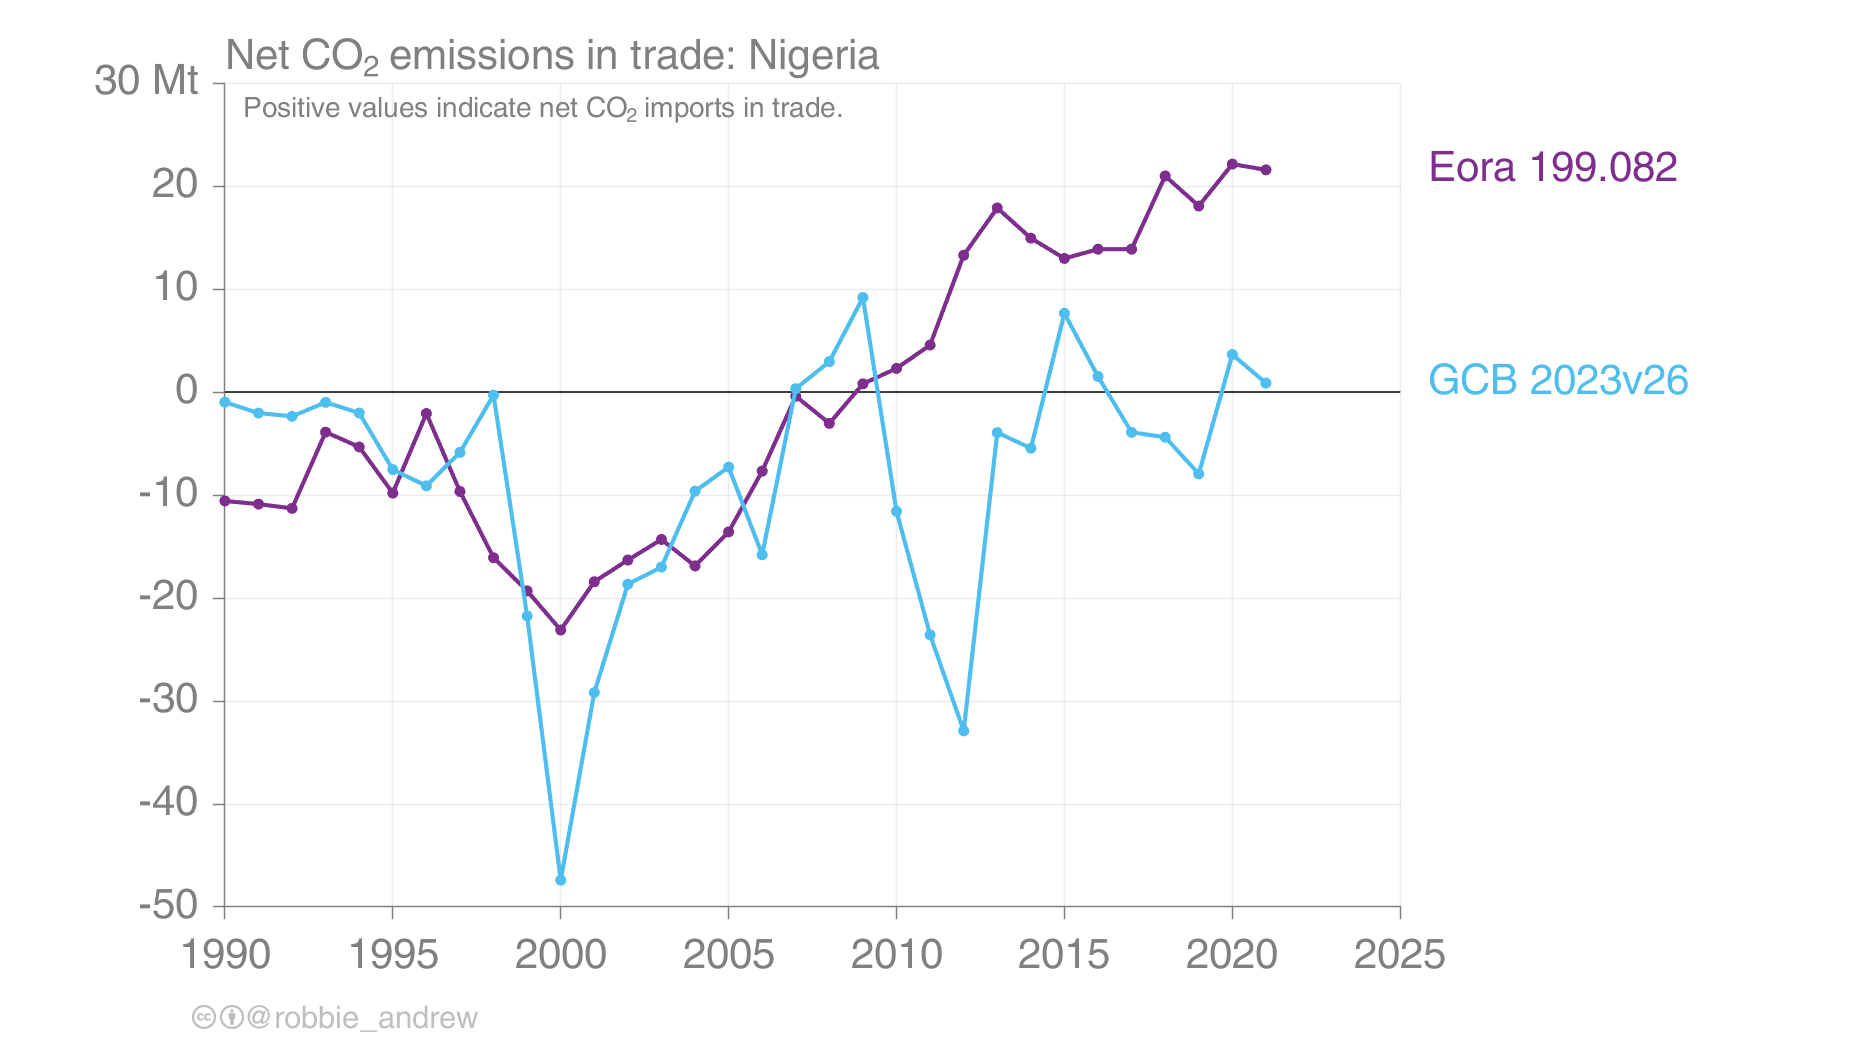 Net CO₂ emissions in trade: Nigeria
30 Mt
Positive values indicate net CO₂ imports in trade.
20
10
0
-10
-20
-30
-40
-50
1990 1995 2000 2005 2010 2015 2020 2025
Eora 199.082
GCB 2023v26
@robbie_andrew